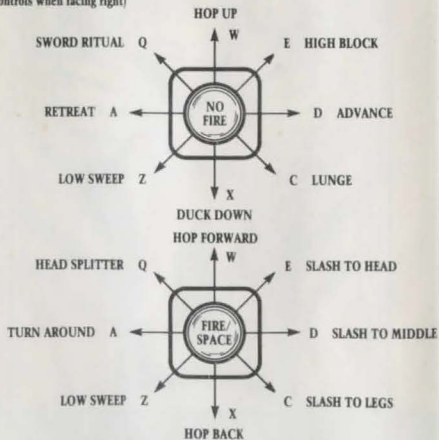 ontrols when facing right)
HOP UP
W
SWORD RITUAL Q
E HIGH BLOCK
RETREAT A
NO
FIRE
D ADVANCE
LOW SWEEP Z
C LUNGE
X
DUCK DOWN
HOP FORWARD
W
HEAD SPLITTER Q
E SLASH TO HEAD
TURN AROUND A
FIRE/
SPACE
D SLASH TO MIDDLE
LOW SWEEP Z
C SLASH TO LEGS
X
HOP BACK